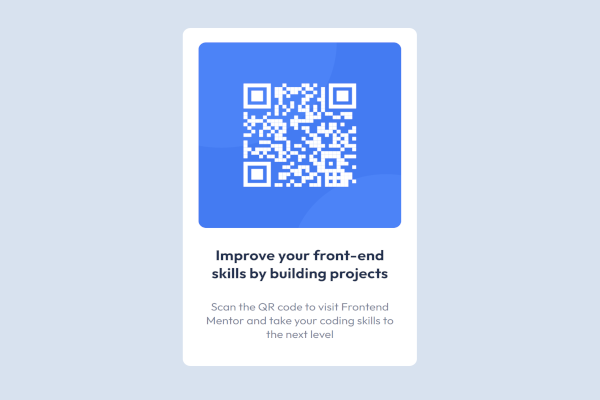 Improve your front-end
skills by building projects
Scan the QR code to visit Frontend
Mentor and take your coding skills to
the next level